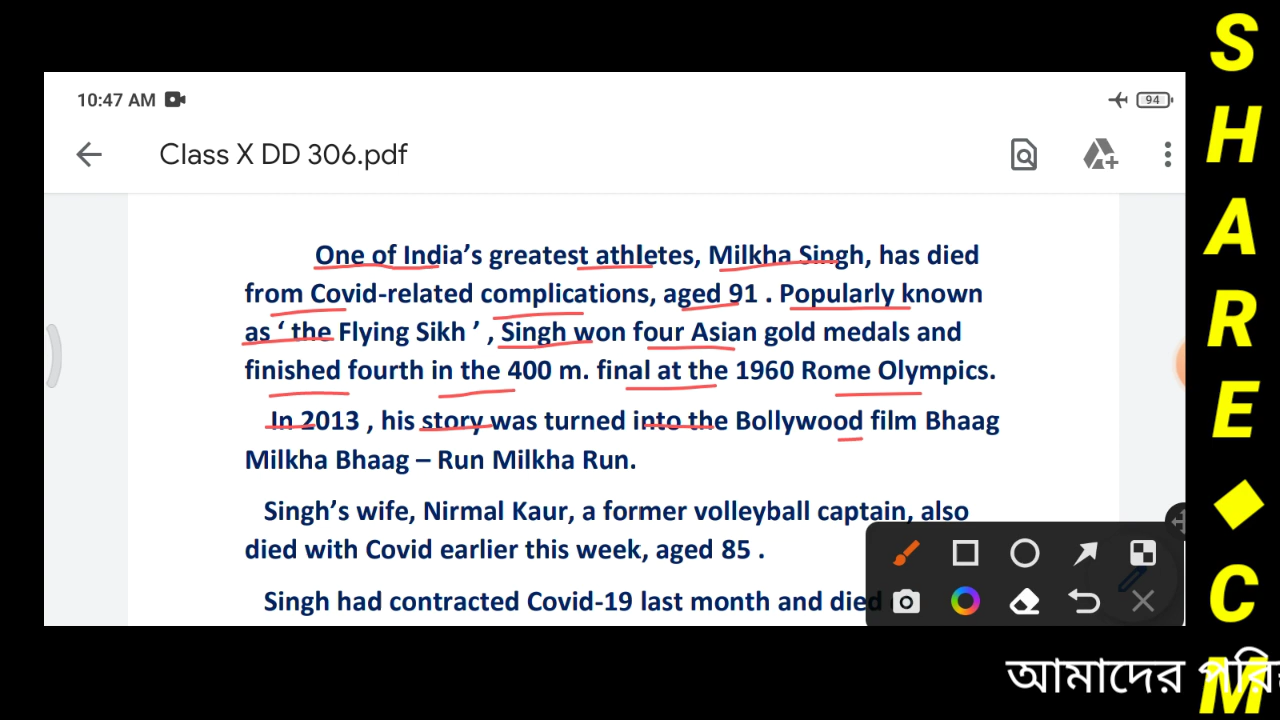 10:47 AM
94
Class X DD 306.pdf
One of India's greatest athletes, Milkha Singh, has died
from Covid-related complications, aged 91 . Popularly known
as ‘ the Flying Sikh ’ , Singh won four Asian gold medals and
finished fourth in the 400 m. final at the 1960 Rome Olympics.
In 2013 , his story was turned into the Bollywood film Bhaag
Milkha Bhaag – Run Milkha Run.
Singh’s wife, Nirmal Kaur, a former volleyball captain, also
died with Covid earlier this week, aged 85 .
Singh had contracted Covid-19 last month and died
SHARE◆CM
আমাদের